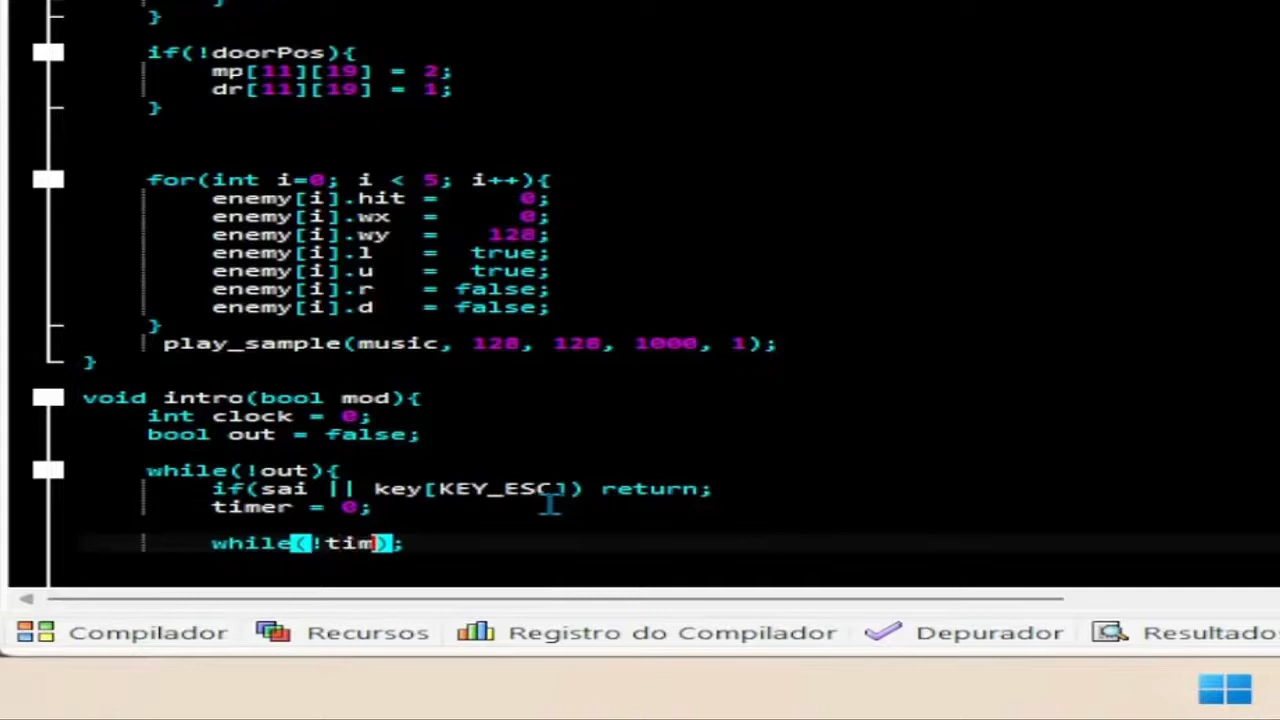 }
}
if(!doorPos){
mp[11][19] = 2;
dr[11][19] = 1;
}
for(int i=0; i < 5; i++){
enemy[i].hit = 0;
enemy[i].wx = 0;
enemy[i].wy = 128;
enemy[i].l = true;
enemy[i].u = true;
enemy[i].r = false;
enemy[i].d = false;
}
play_sample(music, 128, 128, 1000, 1);
}
void intro(bool mod){
int clock = 0;
bool out = false;
while(!out){
if(sai || key[KEY_ESC]) return;
timer = 0;
while(!tim);
Compilador Recursos Registro do Compilador Depurador Resultado